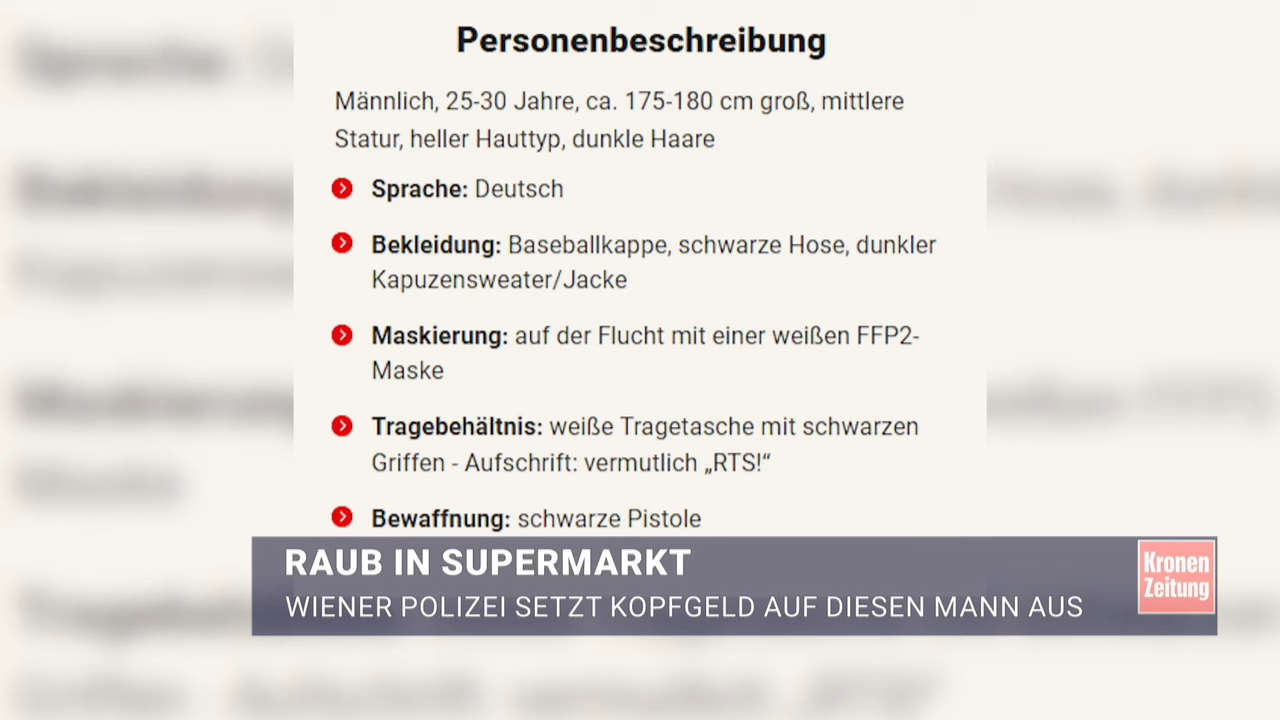 Personenbeschreibung
Männlich, 25-30 Jahre, ca. 175-180 cm groß, mittlere
Statur, heller Hauttyp, dunkle Haare
Sprache: Deutsch
Bekleidung: Baseballkappe, schwarze Hose, dunkler
Kapuzensweater/Jacke
Maskierung: auf der Flucht mit einer weißen FFP2-
Maske
Tragebehältnis: weiße Tragetasche mit schwarzen
Griffen - Aufschrift: vermutlich „RTS!“
Bewaffnung: schwarze Pistole
RAUB IN SUPERMARKT
WIENER POLIZEI SETZT KOPFGELD AUF DIESEN MANN AUS
Kronen
Zeitung